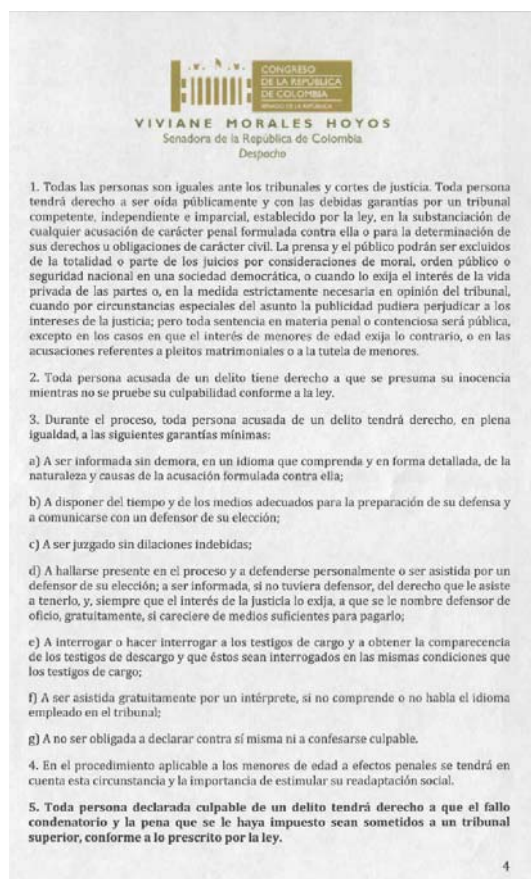 CONGRESO
DE LA REPÚBLICA
DE COLOMBIA
SENADO DE LA REPÚBLICA
VIVIANE MORALES HOYOS
Senadora de la República de Colombia
Despacho
1. Todas las personas son iguales ante los tribunales y cortes de justicia. Toda persona
tendrá derecho a ser oída públicamente y con las debidas garantías por un tribunal
competente, independiente e imparcial, establecido por la ley, en la substanciación de
cualquier acusación de carácter penal formulada contra ella o para la determinación de
sus derechos u obligaciones de carácter civil. La prensa y el público podrán ser excluidos
de la totalidad o parte de los juicios por consideraciones de moral, orden público o
seguridad nacional en una sociedad democrática, o cuando lo exija el interés de la vida
privada de las partes o, en la medida estrictamente necesaria en opinión del tribunal,
cuando por circunstancias especiales del asunto la publicidad pudiera perjudicar a los
intereses de la justicia; pero toda sentencia en materia penal o contenciosa será pública,
excepto en los casos en que el interés de menores de edad exija lo contrario, o en las
acusaciones referentes a pleitos matrimoniales o a la tutela de menores.
2. Toda persona acusada de un delito tiene derecho a que se presuma su inocencia
mientras no se pruebe su culpabilidad conforme a la ley.
3. Durante el proceso, toda persona acusada de un delito tendrá derecho, en plena
igualdad, a las siguientes garantías mínimas:
a) A ser informada sin demora, en un idioma que comprenda y en forma detallada, de la
naturaleza y causas de la acusación formulada contra ella;
b) A disponer del tiempo y de los medios adecuados para la preparación de su defensa y
a comunicarse con un defensor de su elección;
c) A ser juzgado sin dilaciones indebidas;
d) A hallarse presente en el proceso y a defenderse personalmente o ser asistida por un
defensor de su elección; a ser informada, si no tuviera defensor, del derecho que le asiste
a tenerlo, y, siempre que el interés de la justicia lo exija, a que se le nombre defensor de
oficio, gratuitamente, si careciere de medios suficientes para pagarlo;
e) A interrogar o hacer interrogar a los testigos de cargo y a obtener la comparecencia
de los testigos de descargo y que éstos sean interrogados en las mismas condiciones que
los testigos de cargo;
f) A ser asistida gratuitamente por un intérprete, si no comprende o no habla el idioma
empleado en el tribunal;
g) A no ser obligada a declarar contra sí misma ni a confesarse culpable.
4. En el procedimiento aplicable a los menores de edad a efectos penales se tendrá en
cuenta esta circunstancia y la importancia de estimular su readaptación social.
5. Toda persona declarada culpable de un delito tendrá derecho a que el fallo
condenatorio y la pena que se le haya impuesto sean sometidos a un tribunal
superior, conforme a lo prescrito por la ley.
4